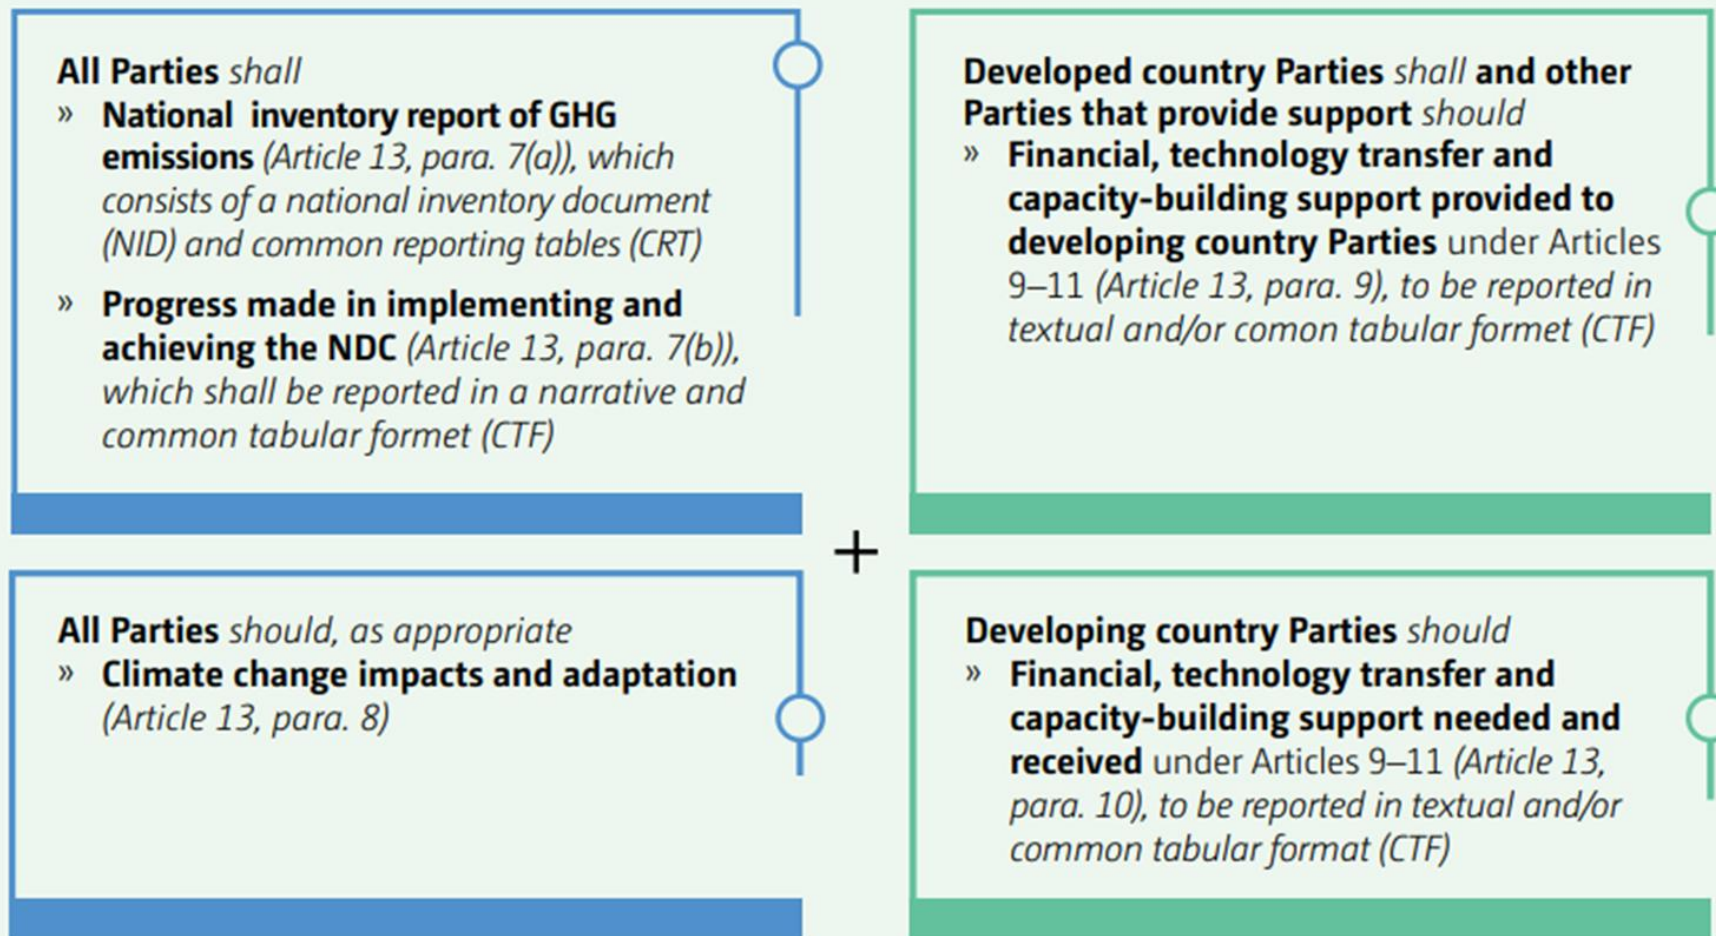 All Parties shall
» National inventory report of GHG
emissions (Article 13, para. 7(a)), which
consists of a national inventory document
(NID) and common reporting tables (CRT)
» Progress made in implementing and
achieving the NDC (Article 13, para. 7(b)),
which shall be reported in a narrative and
common tabular formet (CTF)
Developed country Parties shall and other
Parties that provide support should
» Financial, technology transfer and
capacity-building support provided to
developing country Parties under Articles
9–11 (Article 13, para. 9), to be reported in
textual and/or comon tabular formet (CTF)
+
All Parties should, as appropriate
» Climate change impacts and adaptation
(Article 13, para. 8)
Developing country Parties should
» Financial, technology transfer and
capacity-building support needed and
received under Articles 9–11 (Article 13,
para. 10), to be reported in textual and/or
common tabular format (CTF)